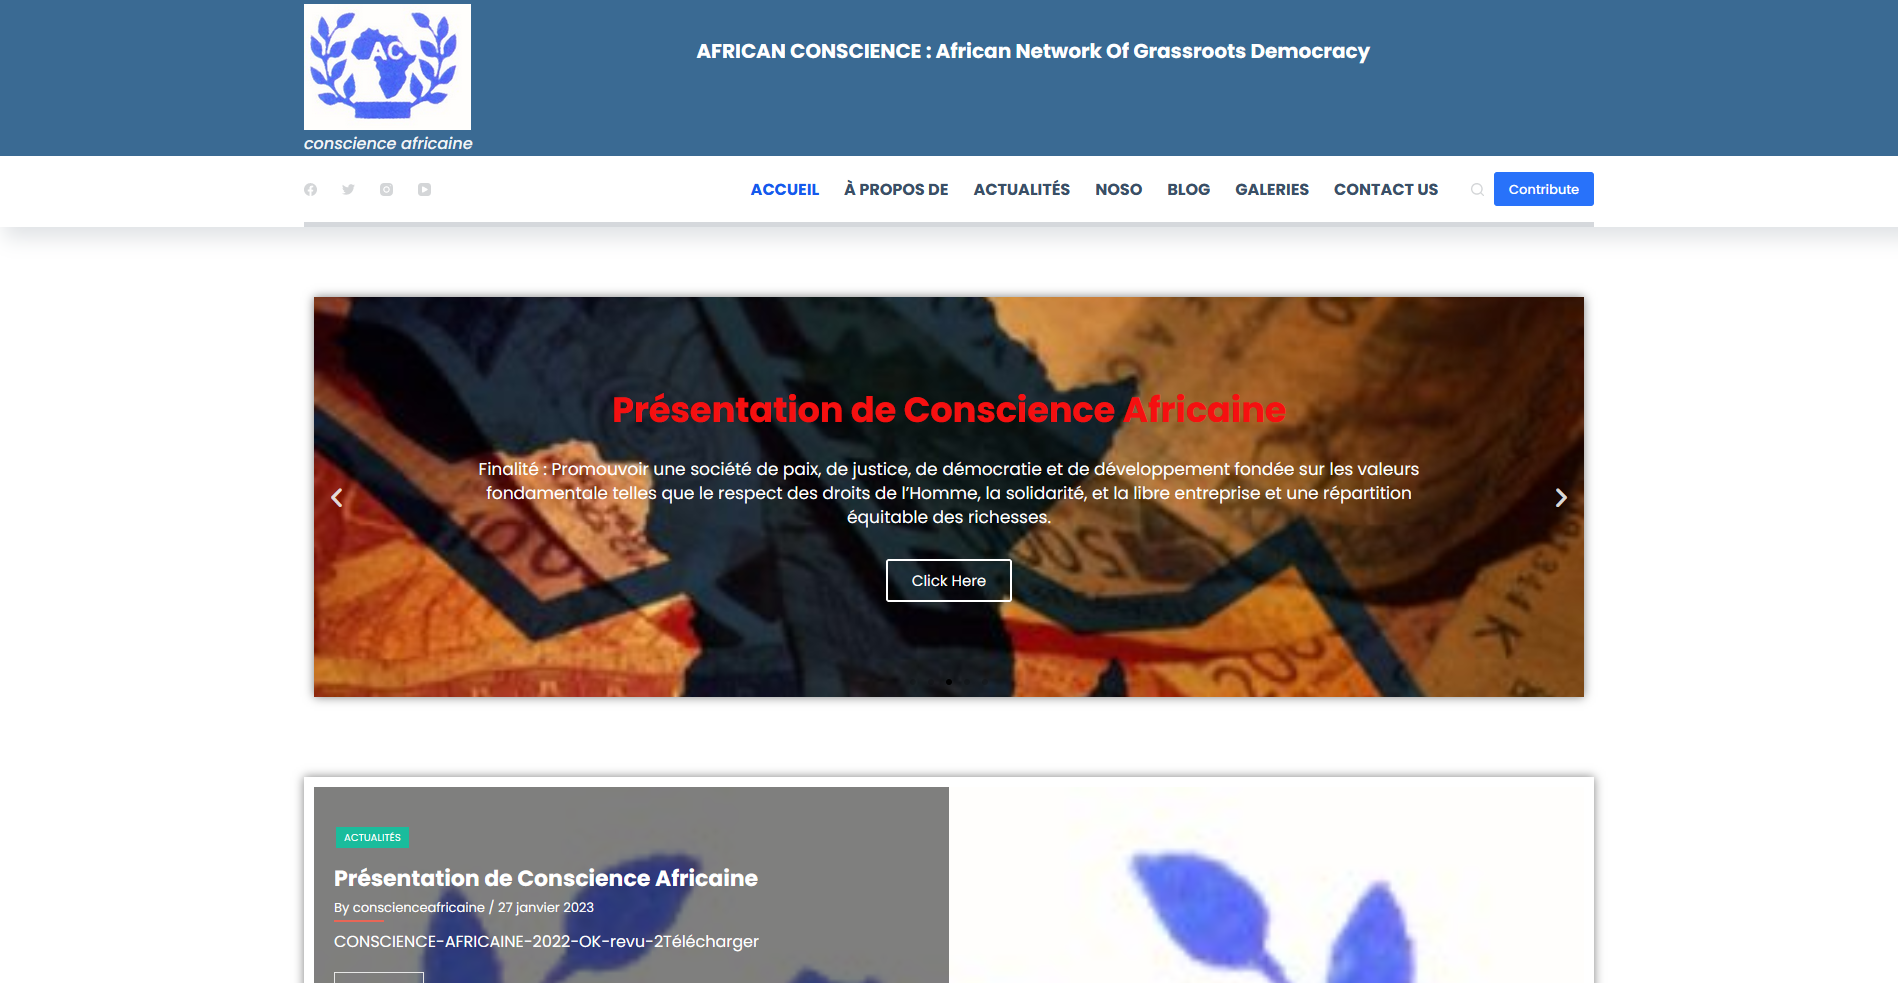 AC
AFRICAN CONSCIENCE : African Network Of Grassroots Democracy
conscience africaine
ACCUEIL À PROPOS DE ACTUALITÉS NOSO BLOG GALERIES CONTACT US Contribute
Présentation de Conscience Africaine
Finalité : Promouvoir une société de paix, de justice, de démocratie et de développement fondée sur les valeurs
fondamentale telles que le respect des droits de l’Homme, la solidarité, et la libre entreprise et une répartition
équitable des richesses.
Click Here
ACTUALITÉS
Présentation de Conscience Africaine
By conscienceafricaine / 27 janvier 2023
CONSCIENCE-AFRICAINE-2022-OK-revu-2Télécharger